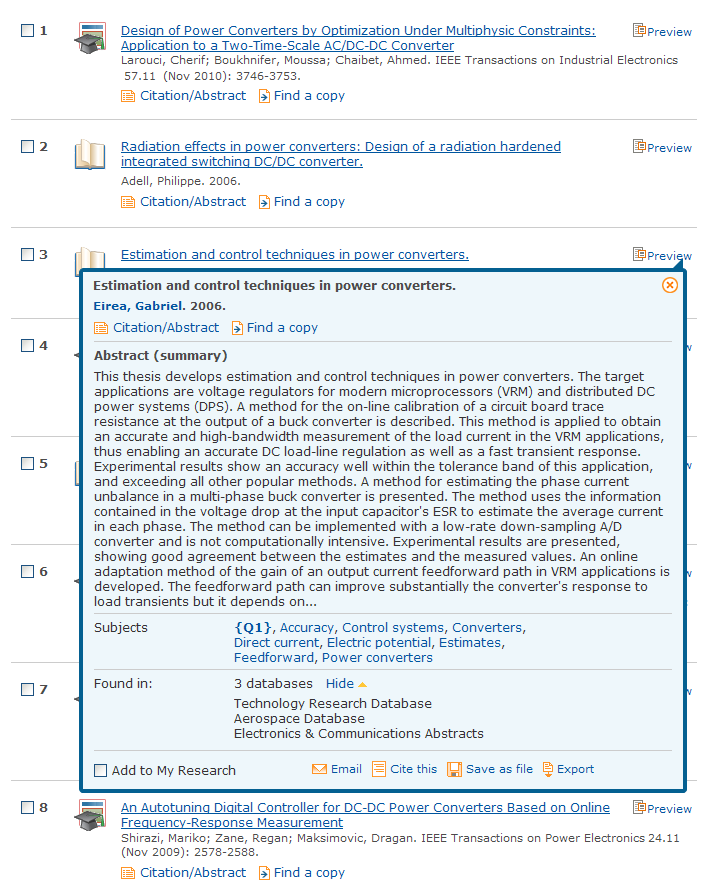 1
Design of Power Converters by Optimization Under Multiphysic Constraints:
Application to a Two-Time-Scale AC/DC-DC Converter
Preview
Larouci, Cherif; Boukhnifer, Moussa; Chaibet, Ahmed. IEEE Transactions on Industrial Electronics
57.11 (Nov 2010): 3746-3753.
Citation/Abstract Find a copy
2
Radiation effects in power converters: Design of a radiation hardened
integrated switching DC/DC converter.
Preview
Adell, Philippe. 2006.
Citation/Abstract Find a copy
3
Estimation and control techniques in power converters.
Preview
Estimation and control techniques in power converters.
Eirea, Gabriel. 2006.
Citation/Abstract Find a copy
Abstract (summary)
This thesis develops estimation and control techniques in power converters. The target
applications are voltage regulators for modern microprocessors (VRM) and distributed DC
power systems (DPS). A method for the on-line calibration of a circuit board trace
resistance at the output of a buck converter is described. This method is applied to obtain
an accurate and high-bandwidth measurement of the load current in the VRM applications,
thus enabling an accurate DC load-line regulation as well as a fast transient response.
Experimental results show an accuracy well within the tolerance band of this application,
and exceeding all other popular methods. A method for estimating the phase current
unbalance in a multi-phase buck converter is presented. The method uses the information
contained in the voltage drop at the input capacitor's ESR to estimate the average current
in each phase. The method can be implemented with a low-rate down-sampling A/D
converter and is not computationally intensive. Experimental results are presented,
showing good agreement between the estimates and the measured values. An online
adaptation method of the gain of an output current feedforward path in VRM applications is
developed. The feedforward path can improve substantially the converter's response to
load transients but it depends on...
Subjects
{Q1}, Accuracy, Control systems, Converters,
Direct current, Electric potential, Estimates,
Feedforward, Power converters
Found in:
3 databases Hide
Technology Research Database
Aerospace Database
Electronics & Communications Abstracts
Add to My Research
Email Cite this Save as file Export
4
w
5
6
w
7
w
8
An Autotuning Digital Controller for DC-DC Power Converters Based on Online
Frequency-Response Measurement
Preview
Shirazi, Mariko; Zane, Regan; Maksimovic, Dragan. IEEE Transactions on Power Electronics 24.11
(Nov 2009): 2578-2588.
Citation/Abstract Find a copy